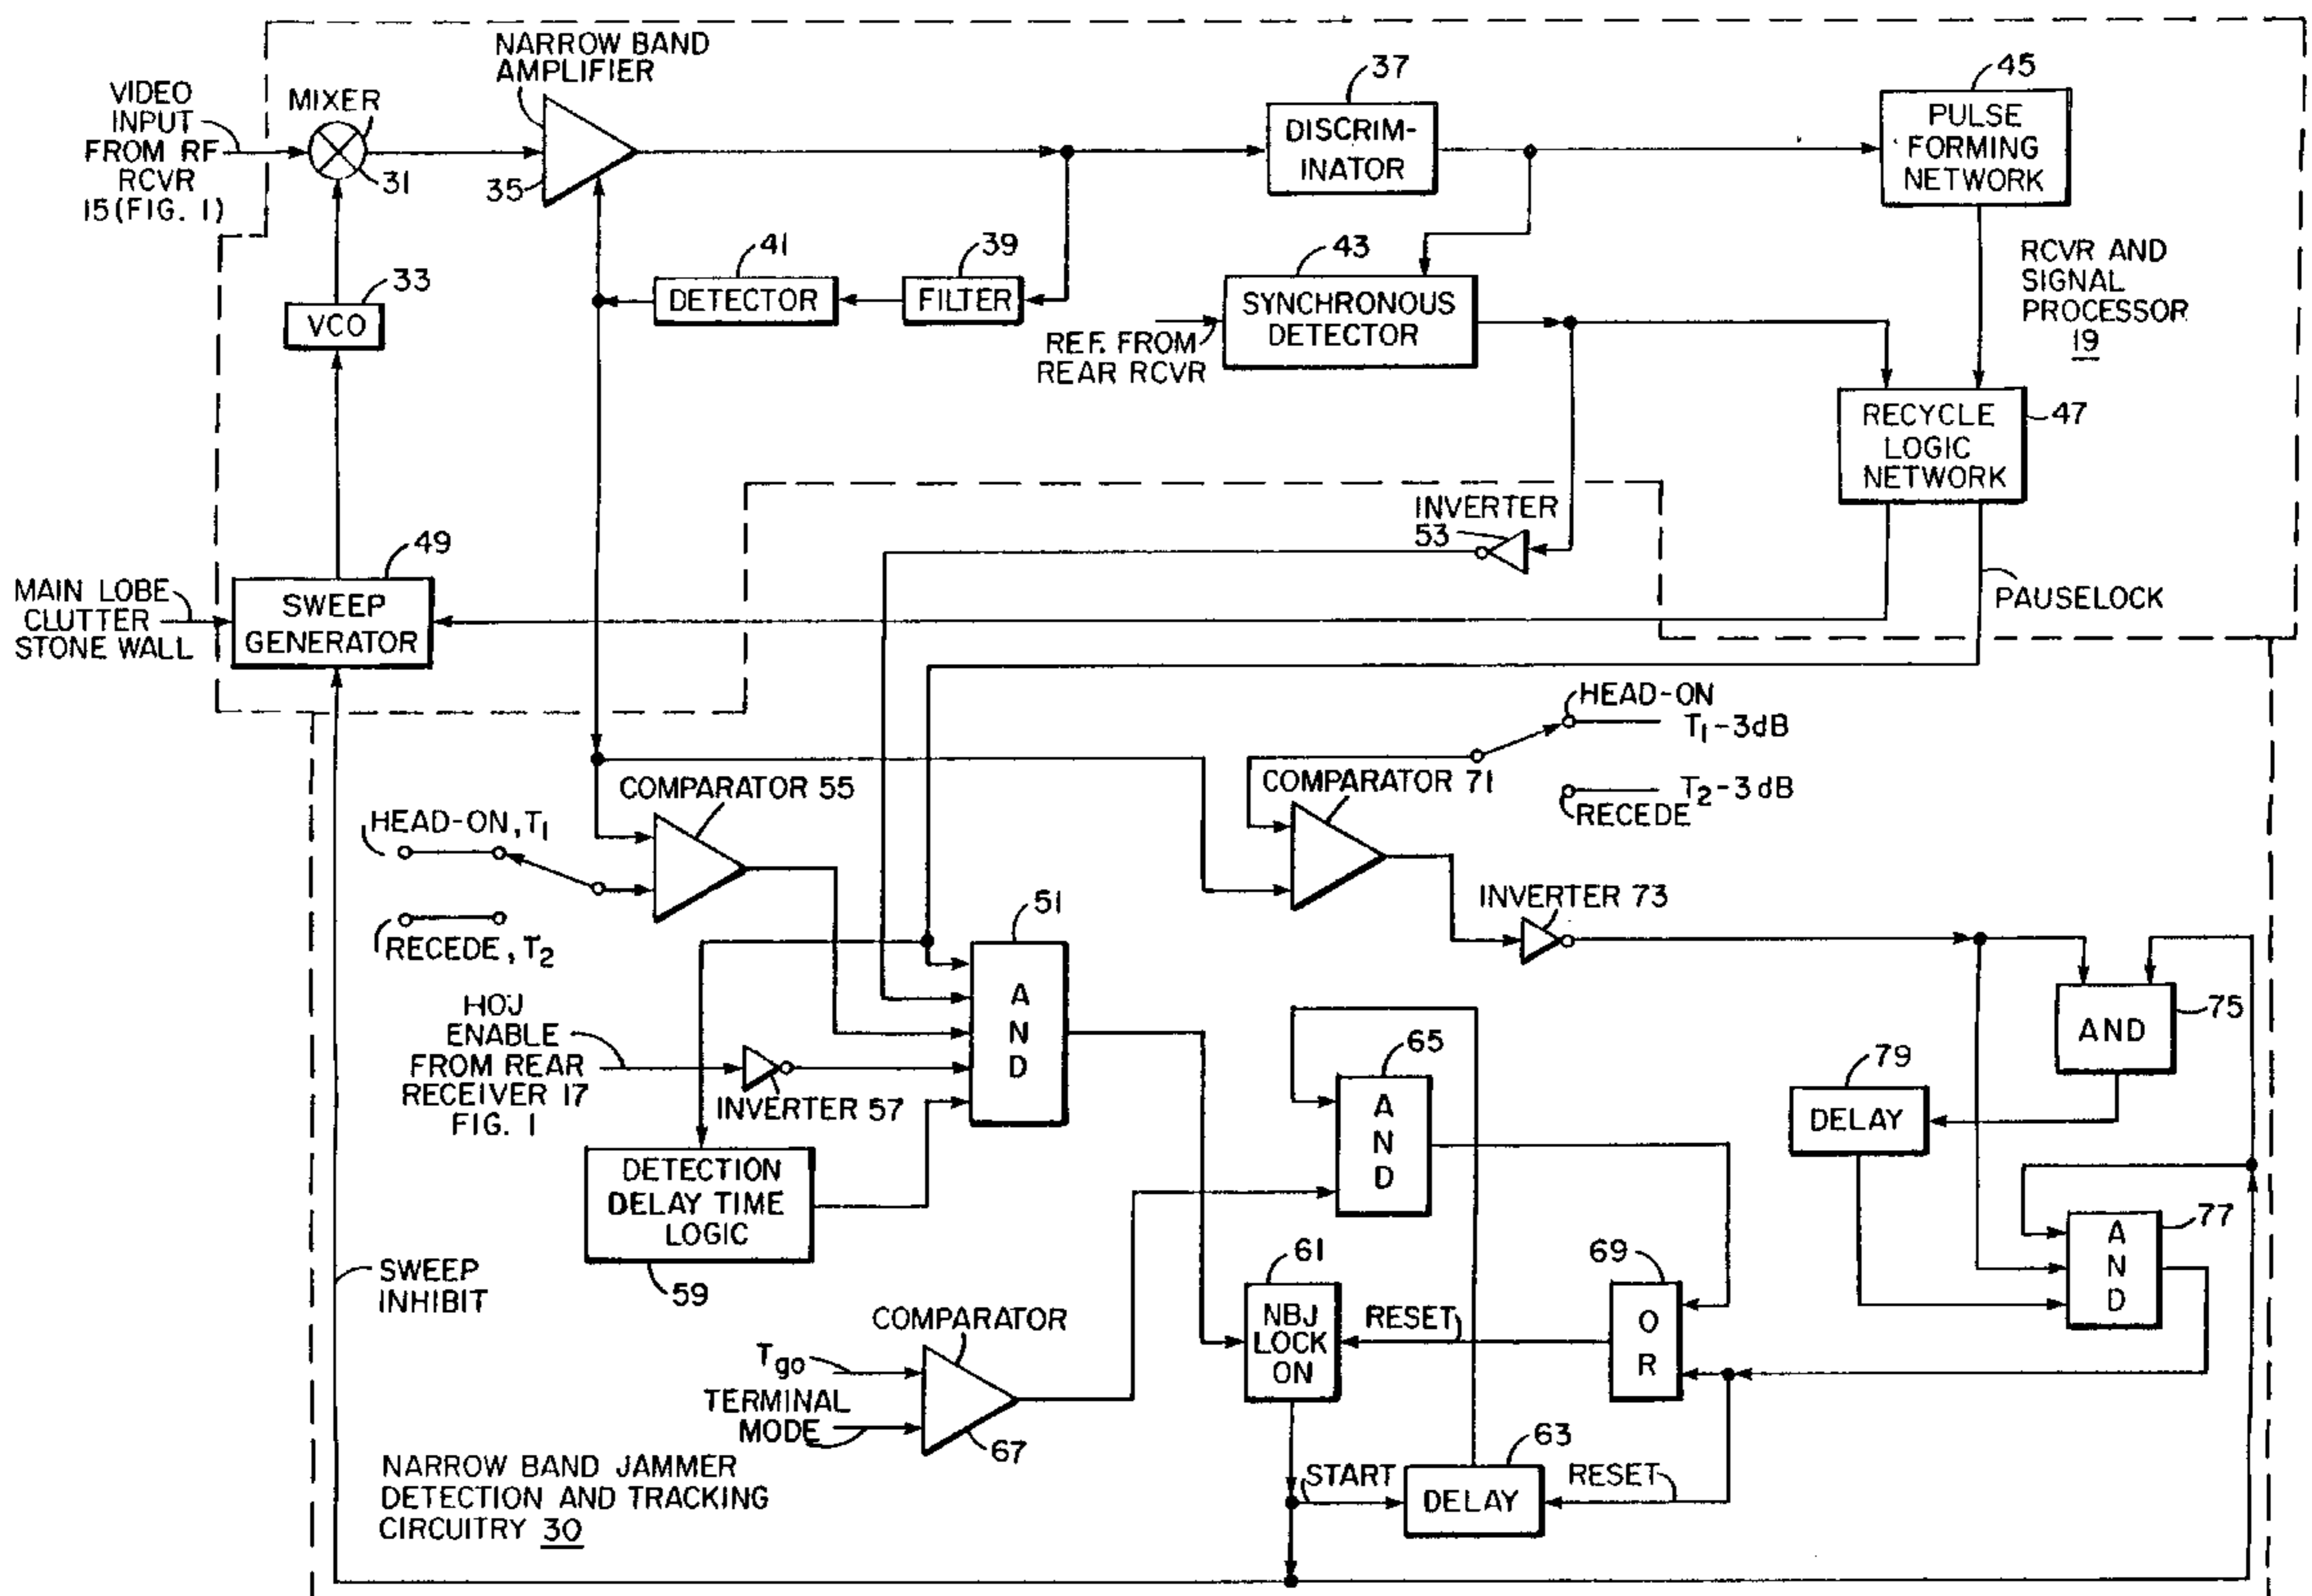 NARROW BAND
AMPLIFIER
VIDEO
INPUT
FROM RF
RCVR
15 (FIG. 1)
MIXER
31
35
37
DISCRIM-
INATOR
45
PULSE
FORMING
NETWORK
33
VCO
41
DETECTOR
39
FILTER
43
SYNCHRONOUS
DETECTOR
REF. FROM
REAR RCVR
RCVR AND
SIGNAL
PROCESSOR
19
RECYCLE
LOGIC
NETWORK
47
INVERTER
53
49
MAIN LOBE
CLUTTER
STONE WALL
SWEEP
GENERATOR
PAUSELOCK
HEAD-ON
T1-3dB
T2-3dB
RECEDE
COMPARATOR 55
COMPARATOR 71
HEAD-ON, T1
RECEDE, T2
51
AND
INVERTER 73
HOJ
ENABLE
FROM REAR
RECEIVER 17
FIG. 1
INVERTER 57
65
AND
75
AND
79
DELAY
DETECTION
DELAY TIME
LOGIC
59
77
AND
SWEEP
INHIBIT
61
NBJ
LOCK
ON
RESET
69
OR
COMPARATOR
Tgo
TERMINAL
MODE
67
63
START
DELAY
RESET
NARROW BAND JAMMER
DETECTION AND TRACKING
CIRCUITRY 30